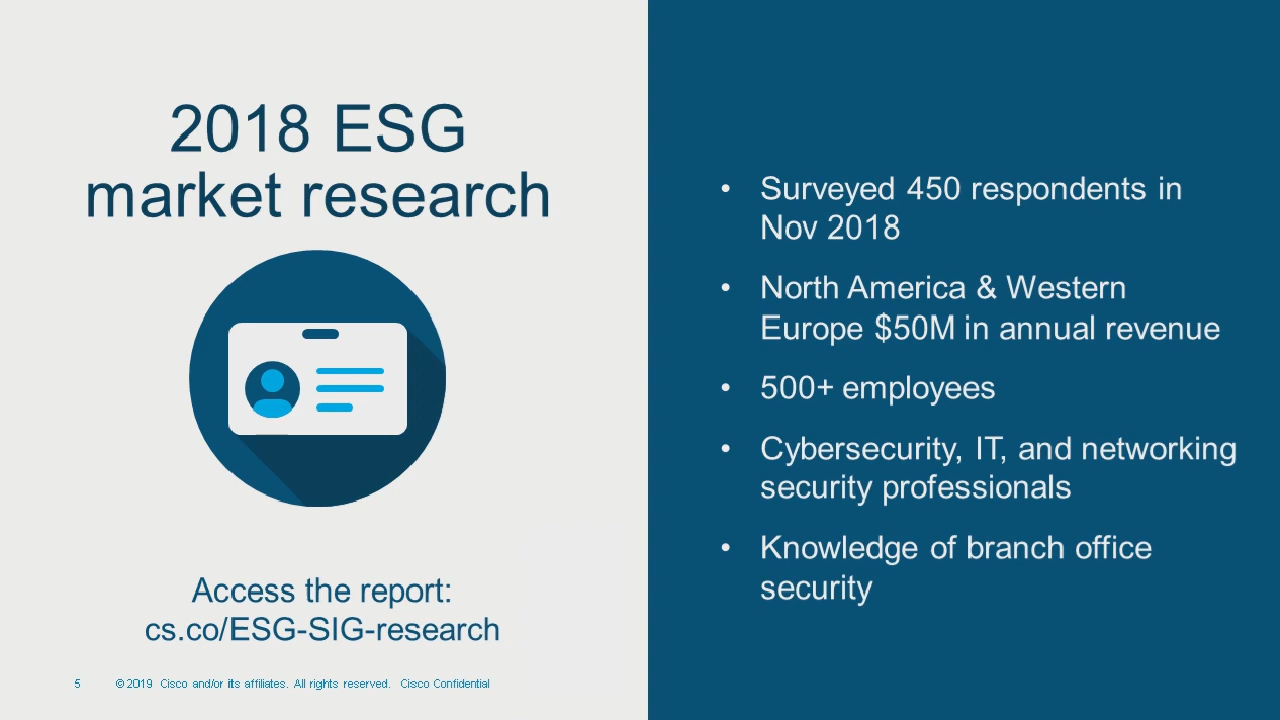 2018 ESG
market research
Access the report:
cs.co/ESG-SIG-research
• Surveyed 450 respondents in
Nov 2018
• North America & Western
Europe $50M in annual revenue
• 500+ employees
• Cybersecurity, IT, and networking
security professionals
• Knowledge of branch office
security
5 © 2019 Cisco and/or its affiliates. All rights reserved. Cisco Confidential